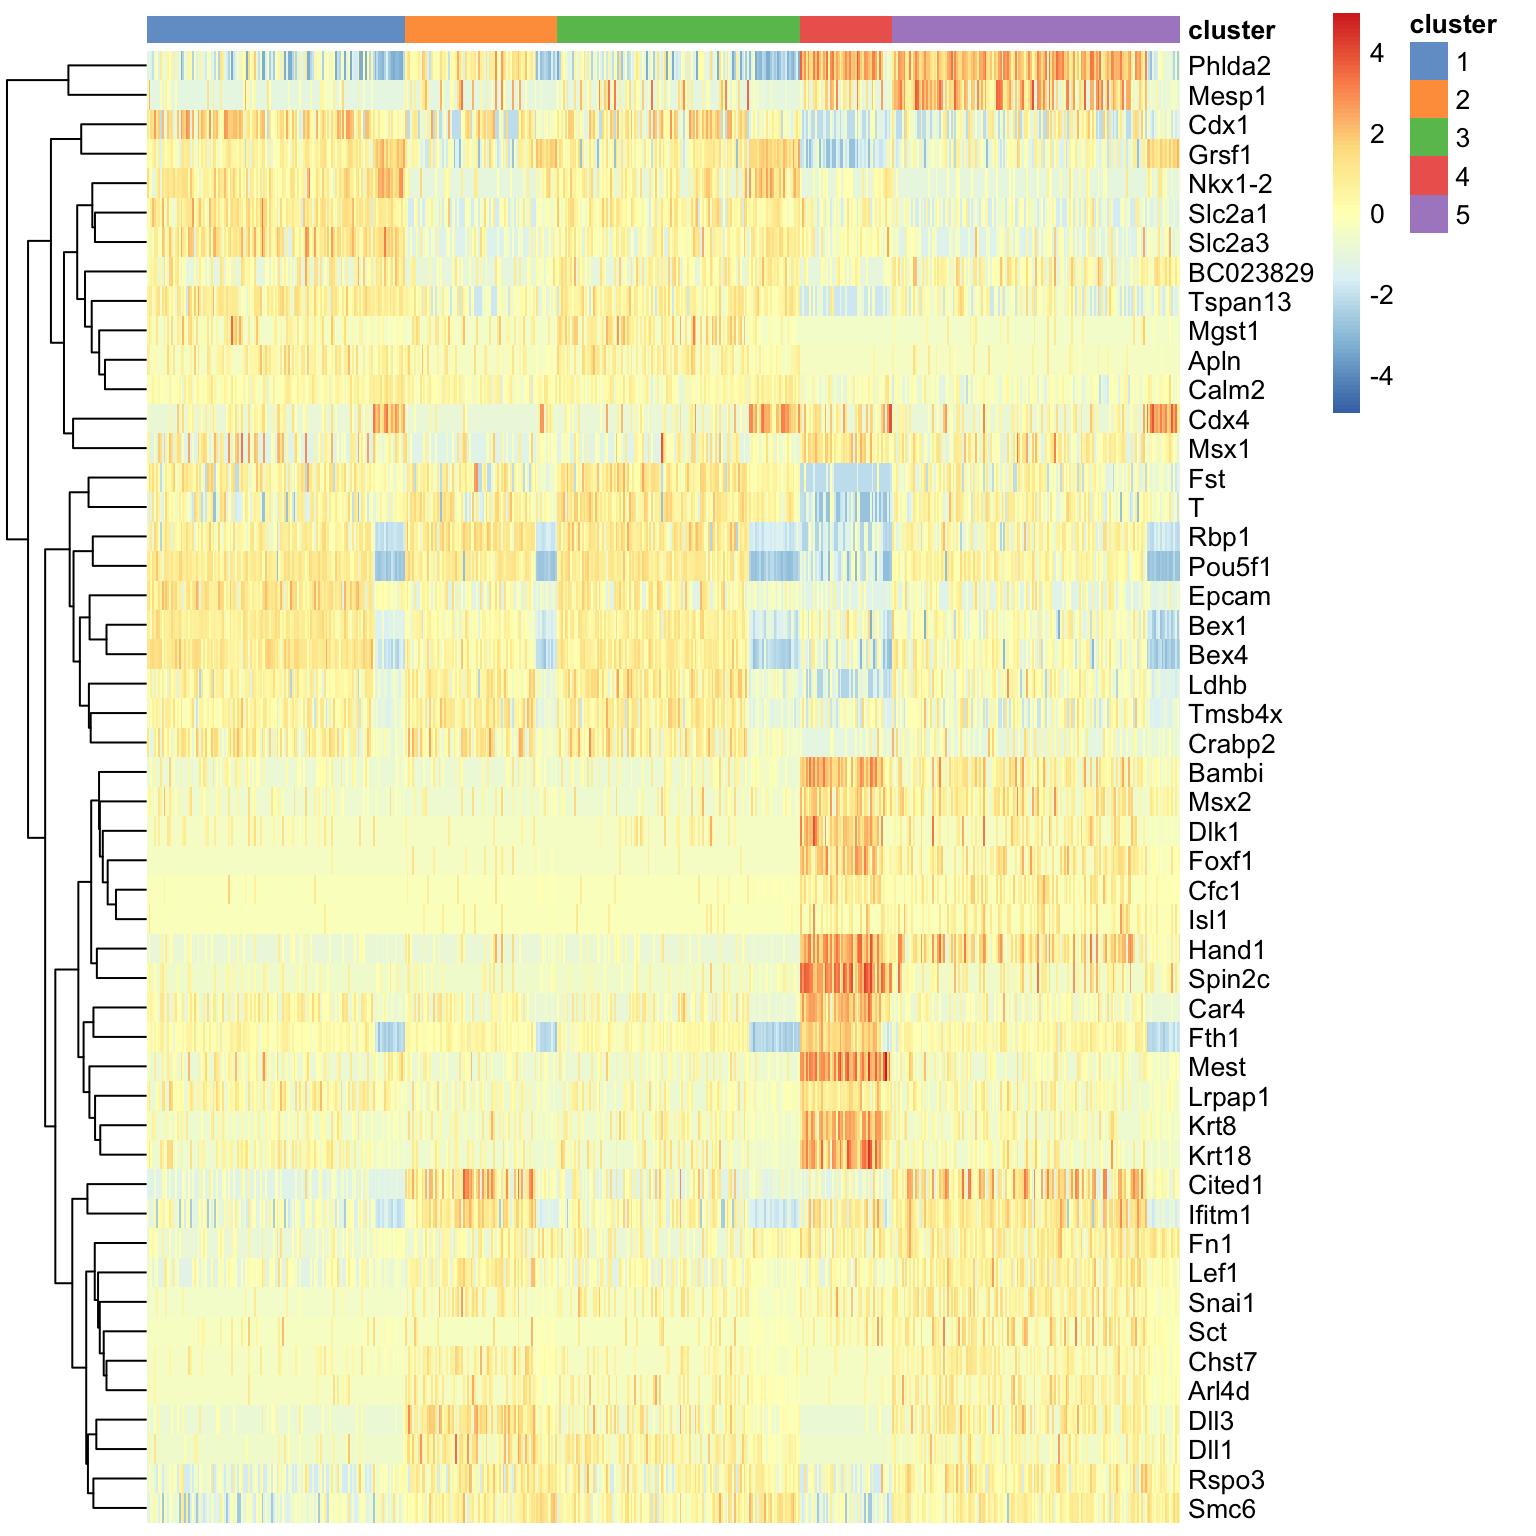 cluster
Phlda2
Mesp1
Cdx1
Grsf1
Nkx1-2
Slc2a1
Slc2a3
BC023829
Tspan13
Mgst1
Apln
Calm2
Cdx4
Msx1
Fst
T
Rbp1
Pou5f1
Epcam
Bex1
Bex4
Ldhb
Tmsb4x
Crabp2
Bambi
Msx2
Dlk1
Foxf1
Cfc1
Isl1
Hand1
Spin2c
Car4
Fth1
Mest
Lrpap1
Krt8
Krt18
Cited1
Ifitm1
Fn1
Lef1
Snai1
Sct
Chst7
Arl4d
Dll3
Dll1
Rspo3
Smc6
4
2
0
-2
-4
cluster
1
2
3
4
5